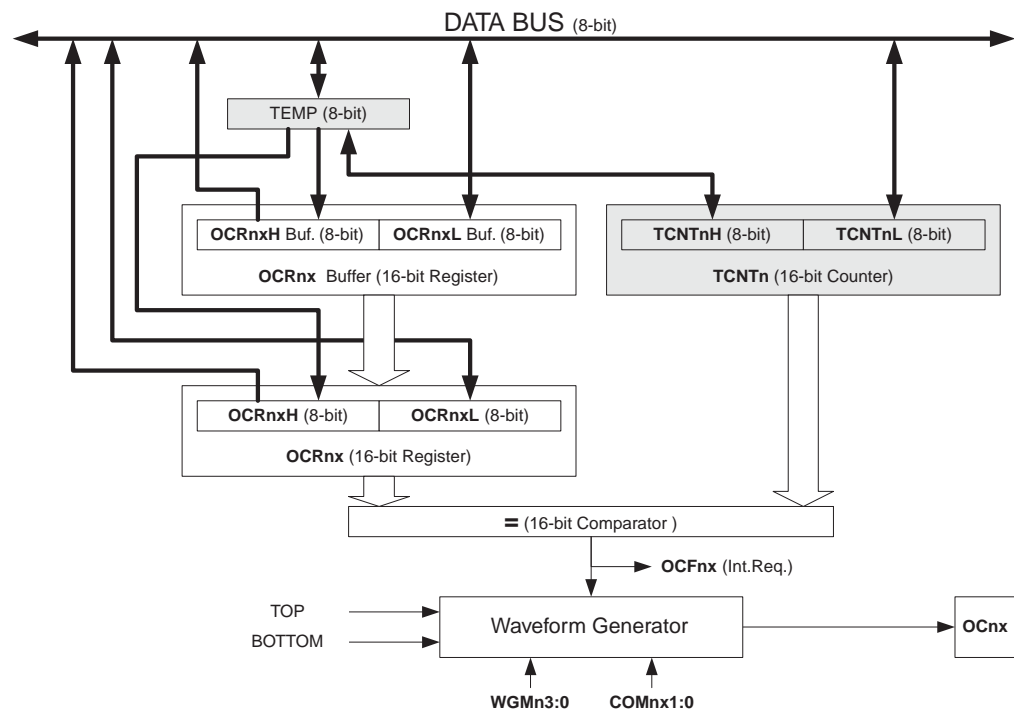 DATA BUS (8-bit)
TEMP (8-bit)
OCRnxH Buf. (8-bit) OCRnxL Buf. (8-bit)
OCRnx Buffer (16-bit Register)
TCNTnH (8-bit) TCNTnL (8-bit)
TCNTn (16-bit Counter)
OCRnxH (8-bit) OCRnxL (8-bit)
OCRnx (16-bit Register)
= (16-bit Comparator )
OCFnx (Int.Req.)
TOP
BOTTOM
Waveform Generator
OCnx
WGMn3:0 COMnx1:0